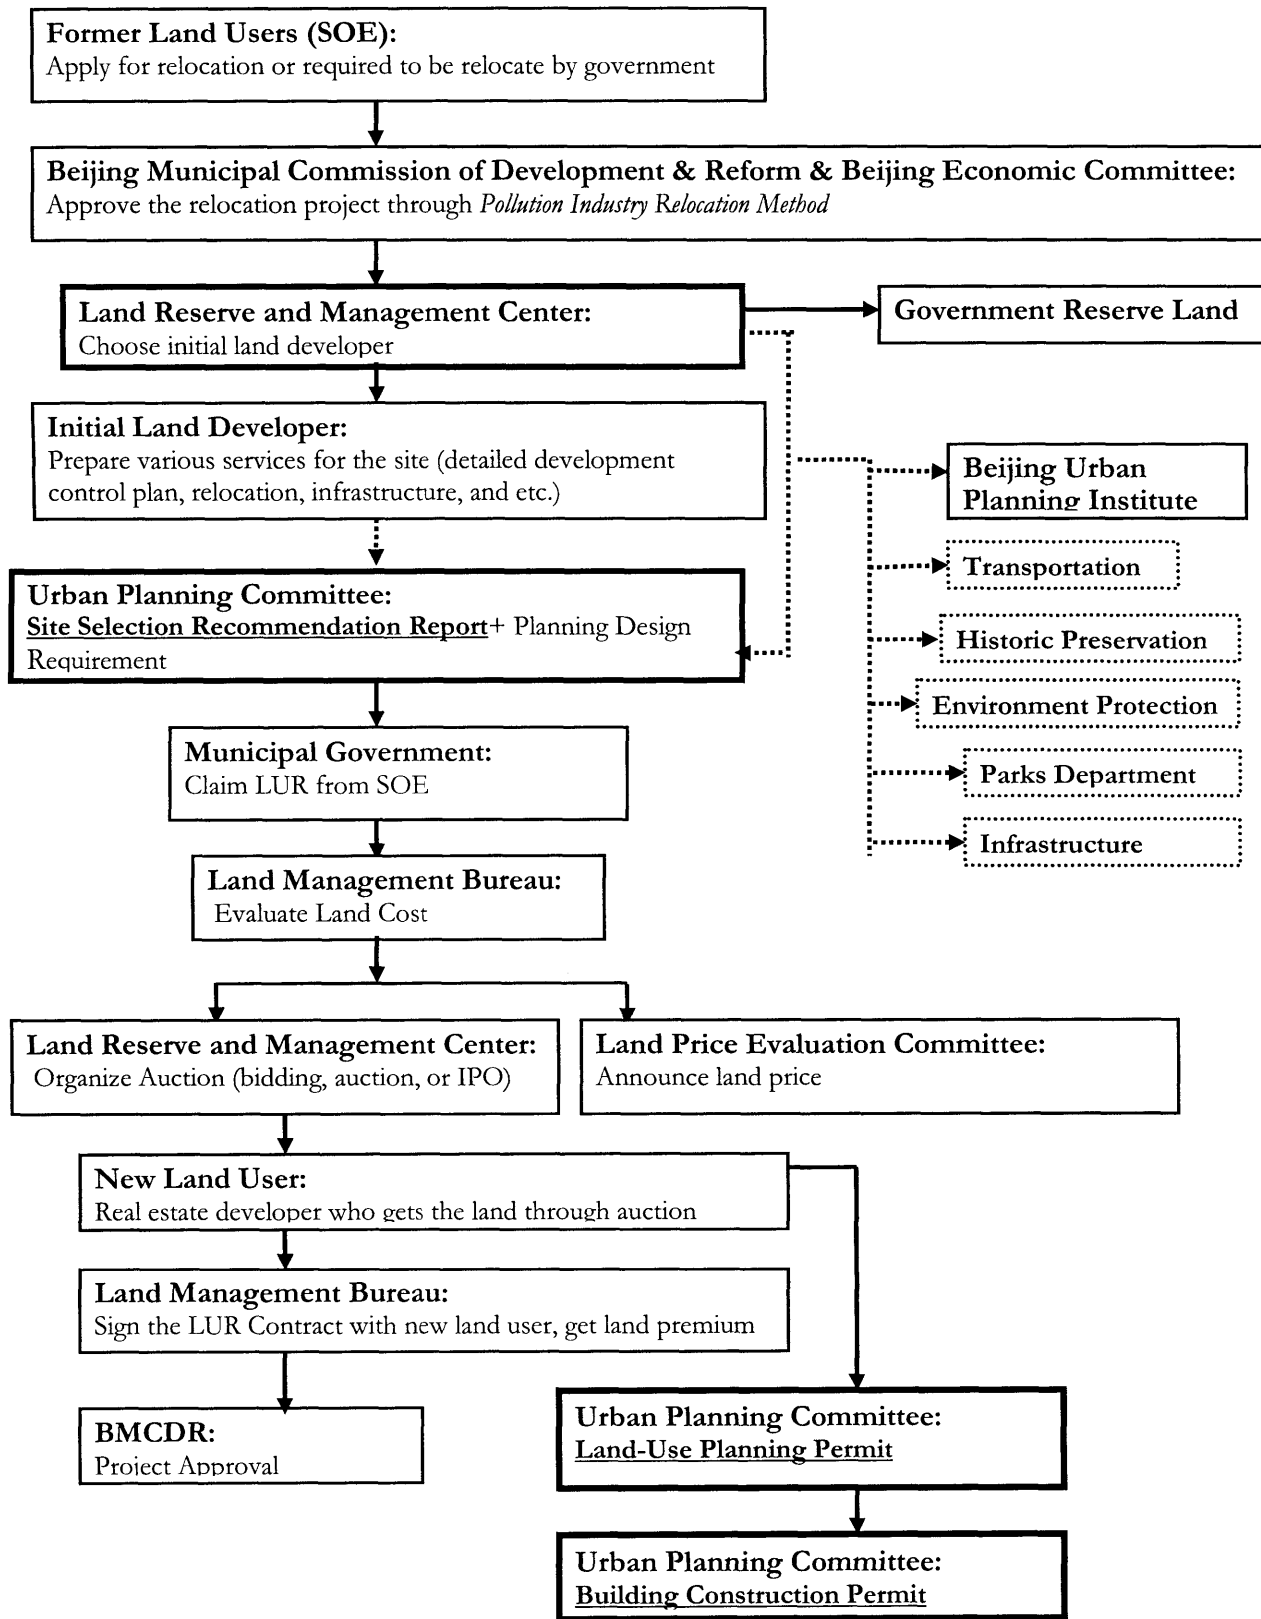 Former Land Users (SOE):
Apply for relocation or required to be relocate by government
Beijing Municipal Commission of Development & Reform & Beijing Economic Committee:
Approve the relocation project through Pollution Industry Relocation Method
Land Reserve and Management Center:
Choose initial land developer
Government Reserve Land
Initial Land Developer:
Prepare various services for the site (detailed development
control plan, relocation, infrastructure, and etc.)
Beijing Urban
Planning Institute
Transportation
Historic Preservation
Environment Protection
Parks Department
Infrastructure
Urban Planning Committee:
Site Selection Recommendation Report+ Planning Design
Requirement
Municipal Government:
Claim LUR from SOE
Land Management Bureau:
Evaluate Land Cost
Land Reserve and Management Center:
Organize Auction (bidding, auction, or IPO)
Land Price Evaluation Committee:
Announce land price
New Land User:
Real estate developer who gets the land through auction
Land Management Bureau:
Sign the LUR Contract with new land user, get land premium
BMCDR:
Project Approval
Urban Planning Committee:
Land-Use Planning Permit
Urban Planning Committee:
Building Construction Permit